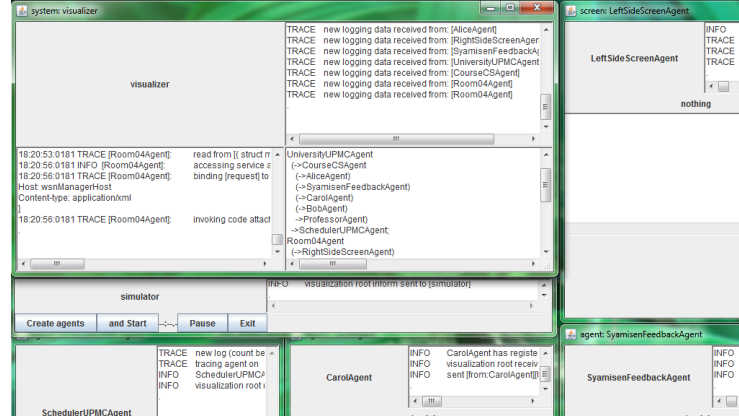 system: visualizer
visualizer
TRACE new logging data received from: [AliceAgent]
TRACE new logging data received from: [RightSideScreenAgen
TRACE new logging data received from: [SyamisenFeedbackAg
TRACE new logging data received from: [UniversityUPMCAgent
TRACE new logging data received from: [CourseCSAgent]
TRACE new logging data received from: [Room04Agent]
TRACE new logging data received from: [Room04Agent]
.
18:20:53:0181 TRACE [Room04Agent]: read from [( struct m
18:20:56:0181 INFO [Room04Agent]: accessing service a
18:20:56:0181 TRACE [Room04Agent]: binding [request] to
Host: wsnManagerHost
Content-type: application/xml
]
18:20:56:0181 TRACE [Room04Agent]: invoking code attach
.
UniversityUPMCAgent
(->CourseCSAgent
(->AliceAgent)
(->SyamisenFeedbackAgent)
(->CarolAgent)
(->BobAgent)
->ProfessorAgent)
->SchedulerUPMCAgent;
Room04Agent
(->RightSideScreenAgent)
screen: LeftSideScreenAgent
LeftSideScreenAgent
INFO
TRACE
TRACE
TRACE
.
nothing
simulator
INFO visualization root inform sent to [simulator]
.
Create agents and Start --:--.- Pause Exit
SchedulerUPMCAgent
TRACE new log (count be
TRACE tracing agent on
INFO SchedulerUPMCA
INFO visualization root
.
CarolAgent
INFO CarolAgent has registe
INFO visualization root receiv
INFO sent [from:CarolAgent][t
agent: SyamisenFeedbackAgent
SyamisenFeedbackAgent
INFO
INFO
INFO
.